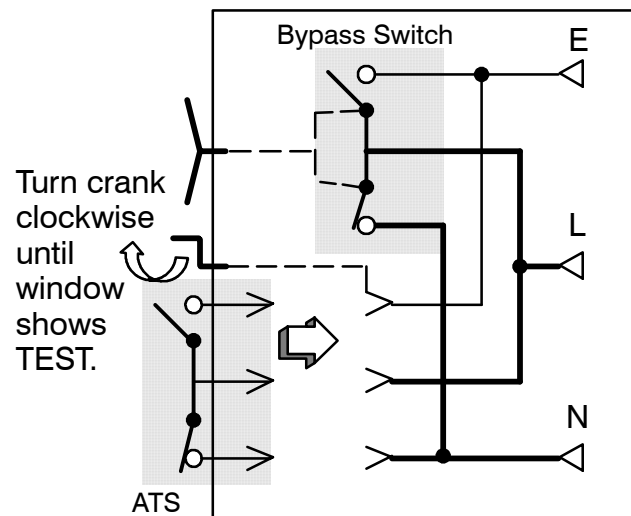 Bypass Switch
E
Turn crank
clockwise
until
window
shows
TEST.
L
N
ATS